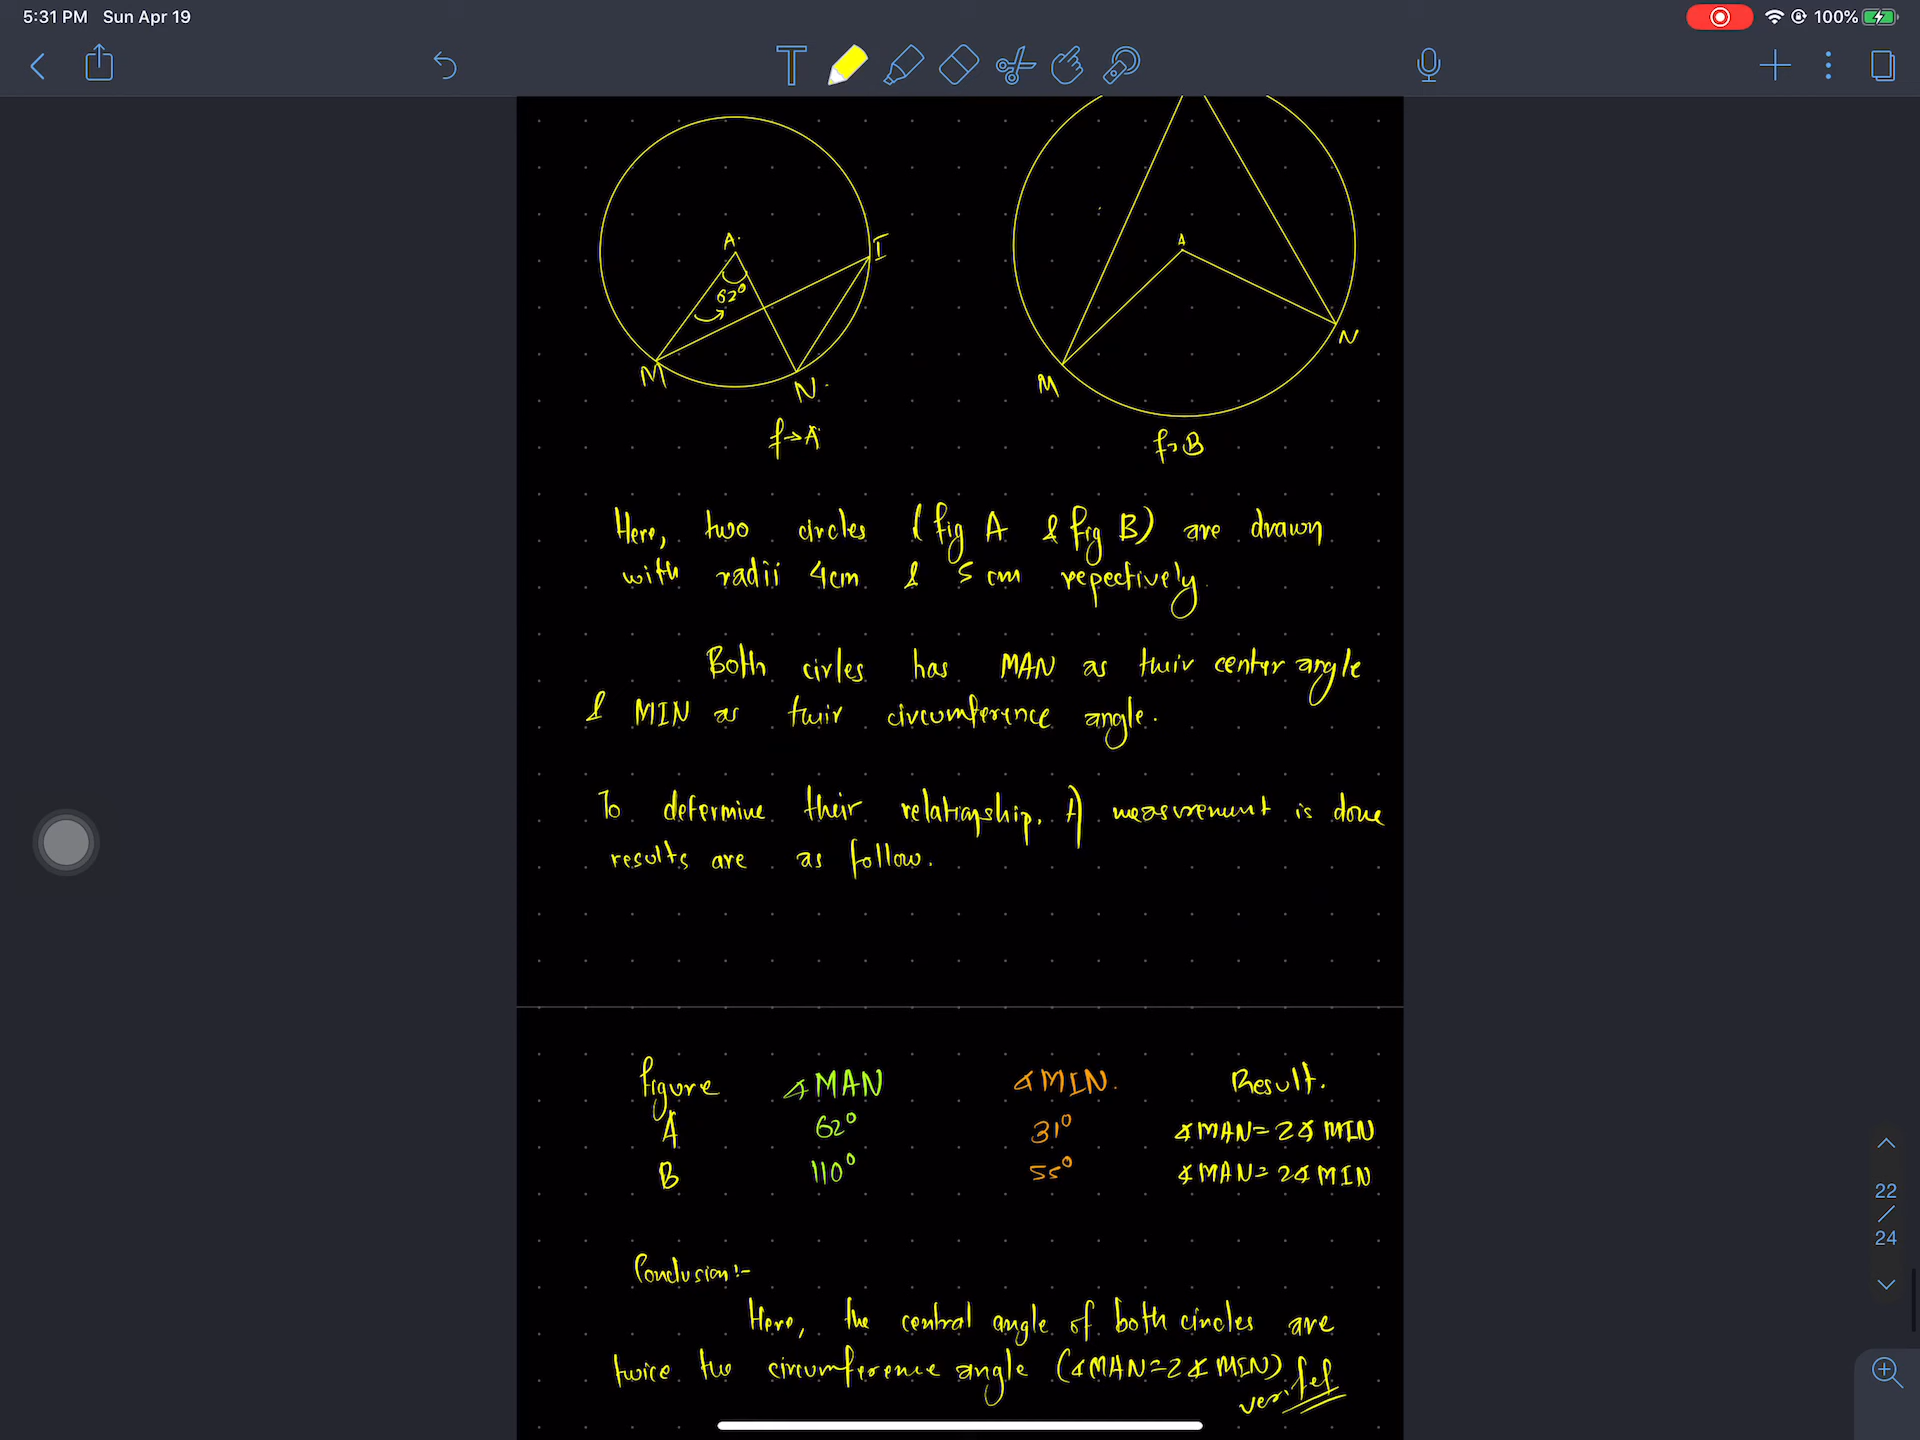 5:31 PM Sun Apr 19
100%
A.
I
62°
M
N.
f→A
A
N
M
f→B
Here, two circles (fig A & fig B) are drawn
with radii 4cm & 5 cm repectively.
Both cirles has MAN as their center angle
& MIN as their circumference angle.
To determine their relationship. measurement is done
results are as follow.
figure ∡MAN ∡MIN. Result.
A 62° 31° ∡MAN = 2∡MIN
B 110° 55° ∡MAN = 2∡MIN
Conclusion:-
Here, the central angle of both circles are
twice the circumference angle (∡MAN = 2∡MIN)
22
/
24